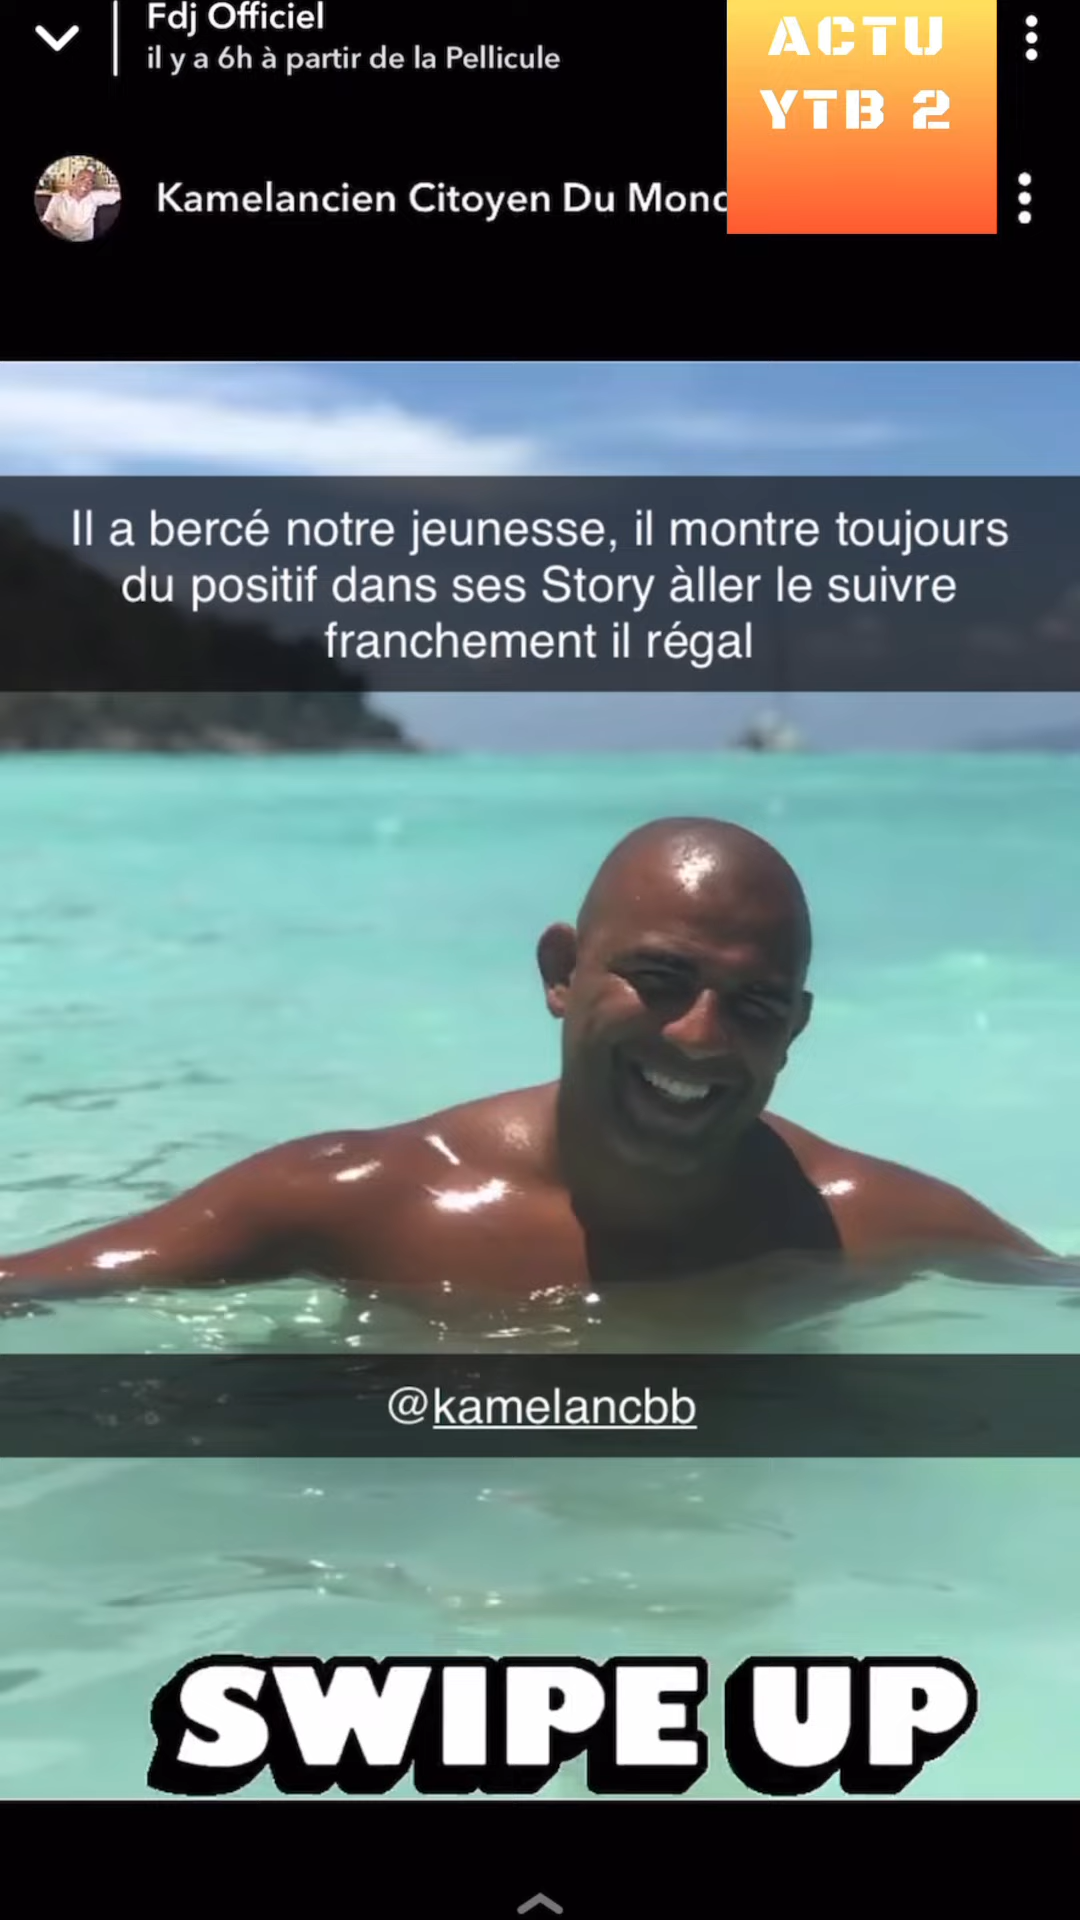 Fdj Officiel
il y a 6h à partir de la Pellicule
ACTU
YTB 2
Kamelancien Citoyen Du Mond
Il a bercé notre jeunesse, il montre toujours
du positif dans ses Story àller le suivre
franchement il régal
@kamelancbb
SWIPE UP